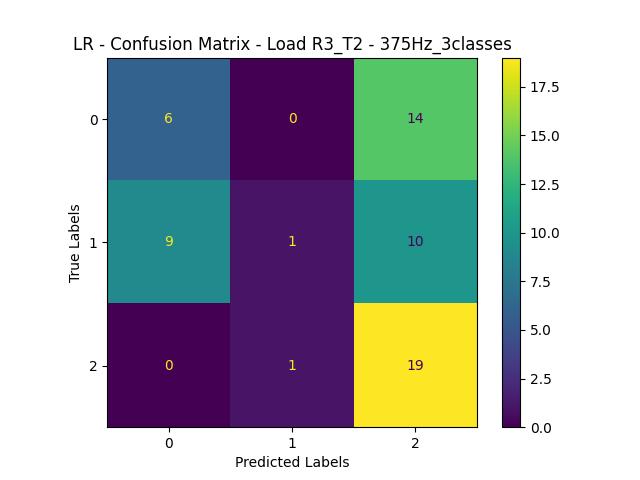 LR - Confusion Matrix - Load R3_T2 - 375Hz_3classes
True Labels
0
1
2
6 0 14
9 1 10
0 1 19
0 1 2
Predicted Labels
17.5
15.0
12.5
10.0
7.5
5.0
2.5
0.0